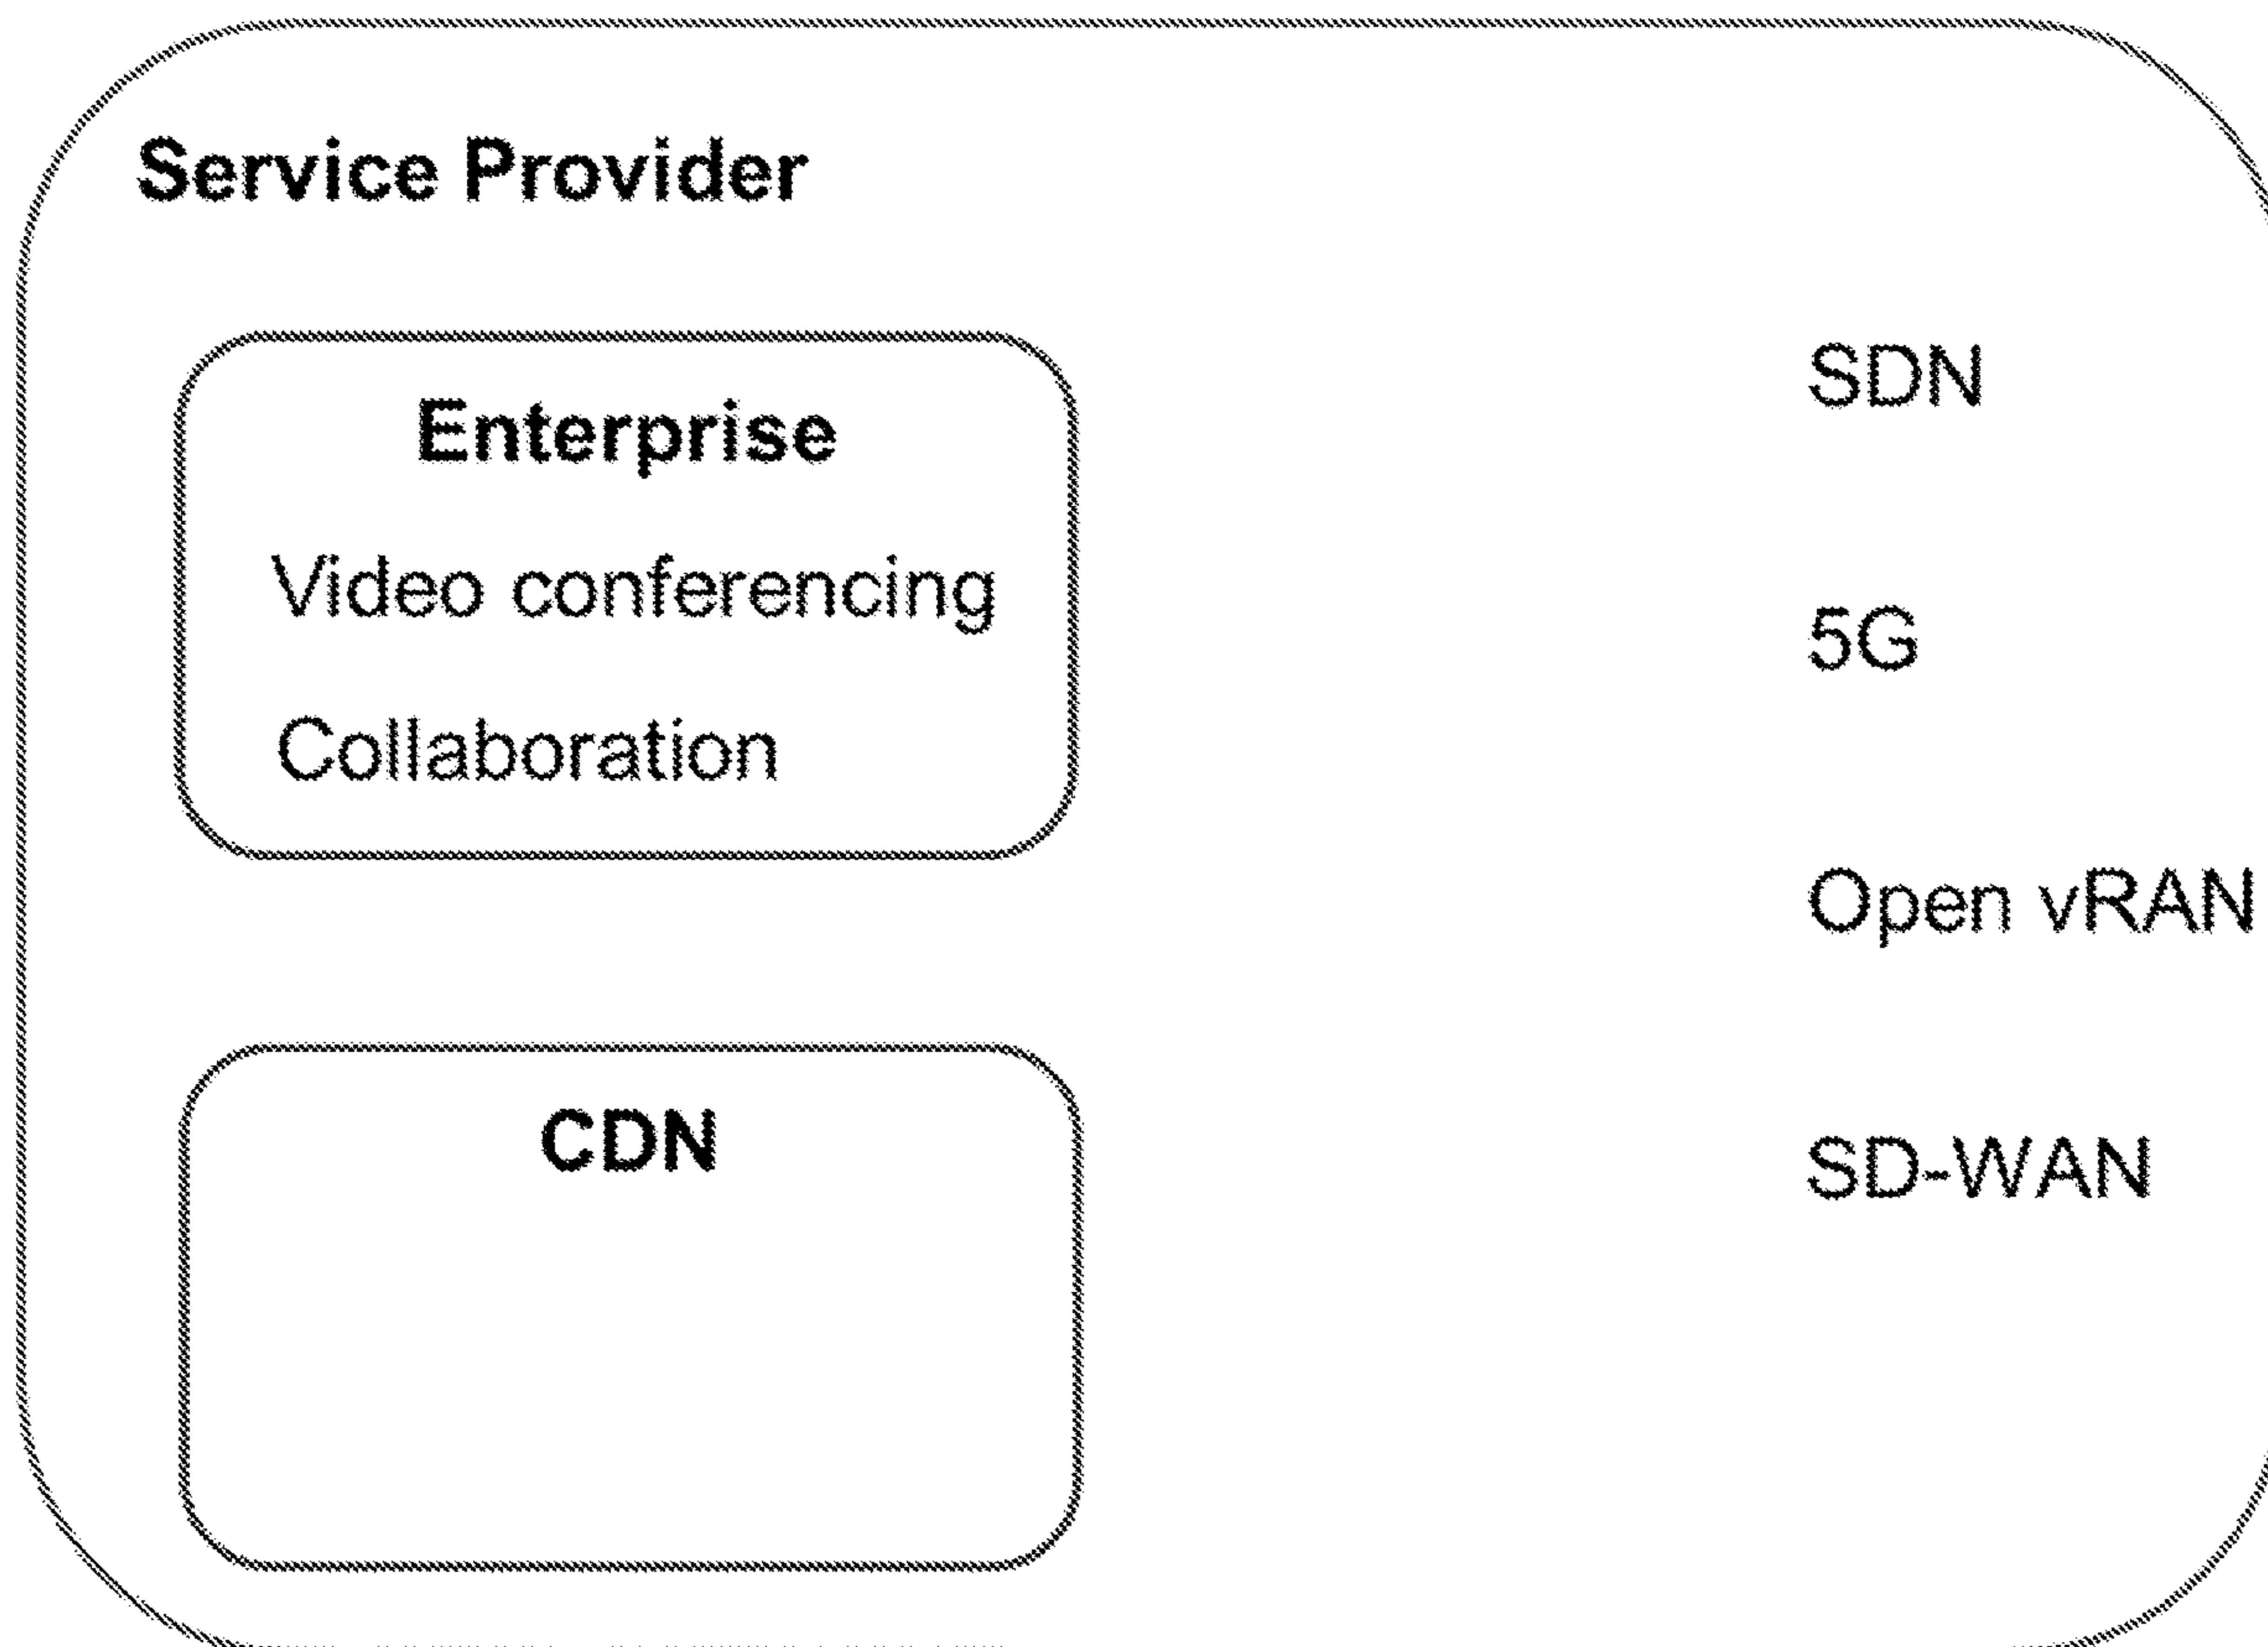 Service Provider
Enterprise
Video conferencing
Collaboration
CDN
SDN
5G
Open vRAN
SD-WAN